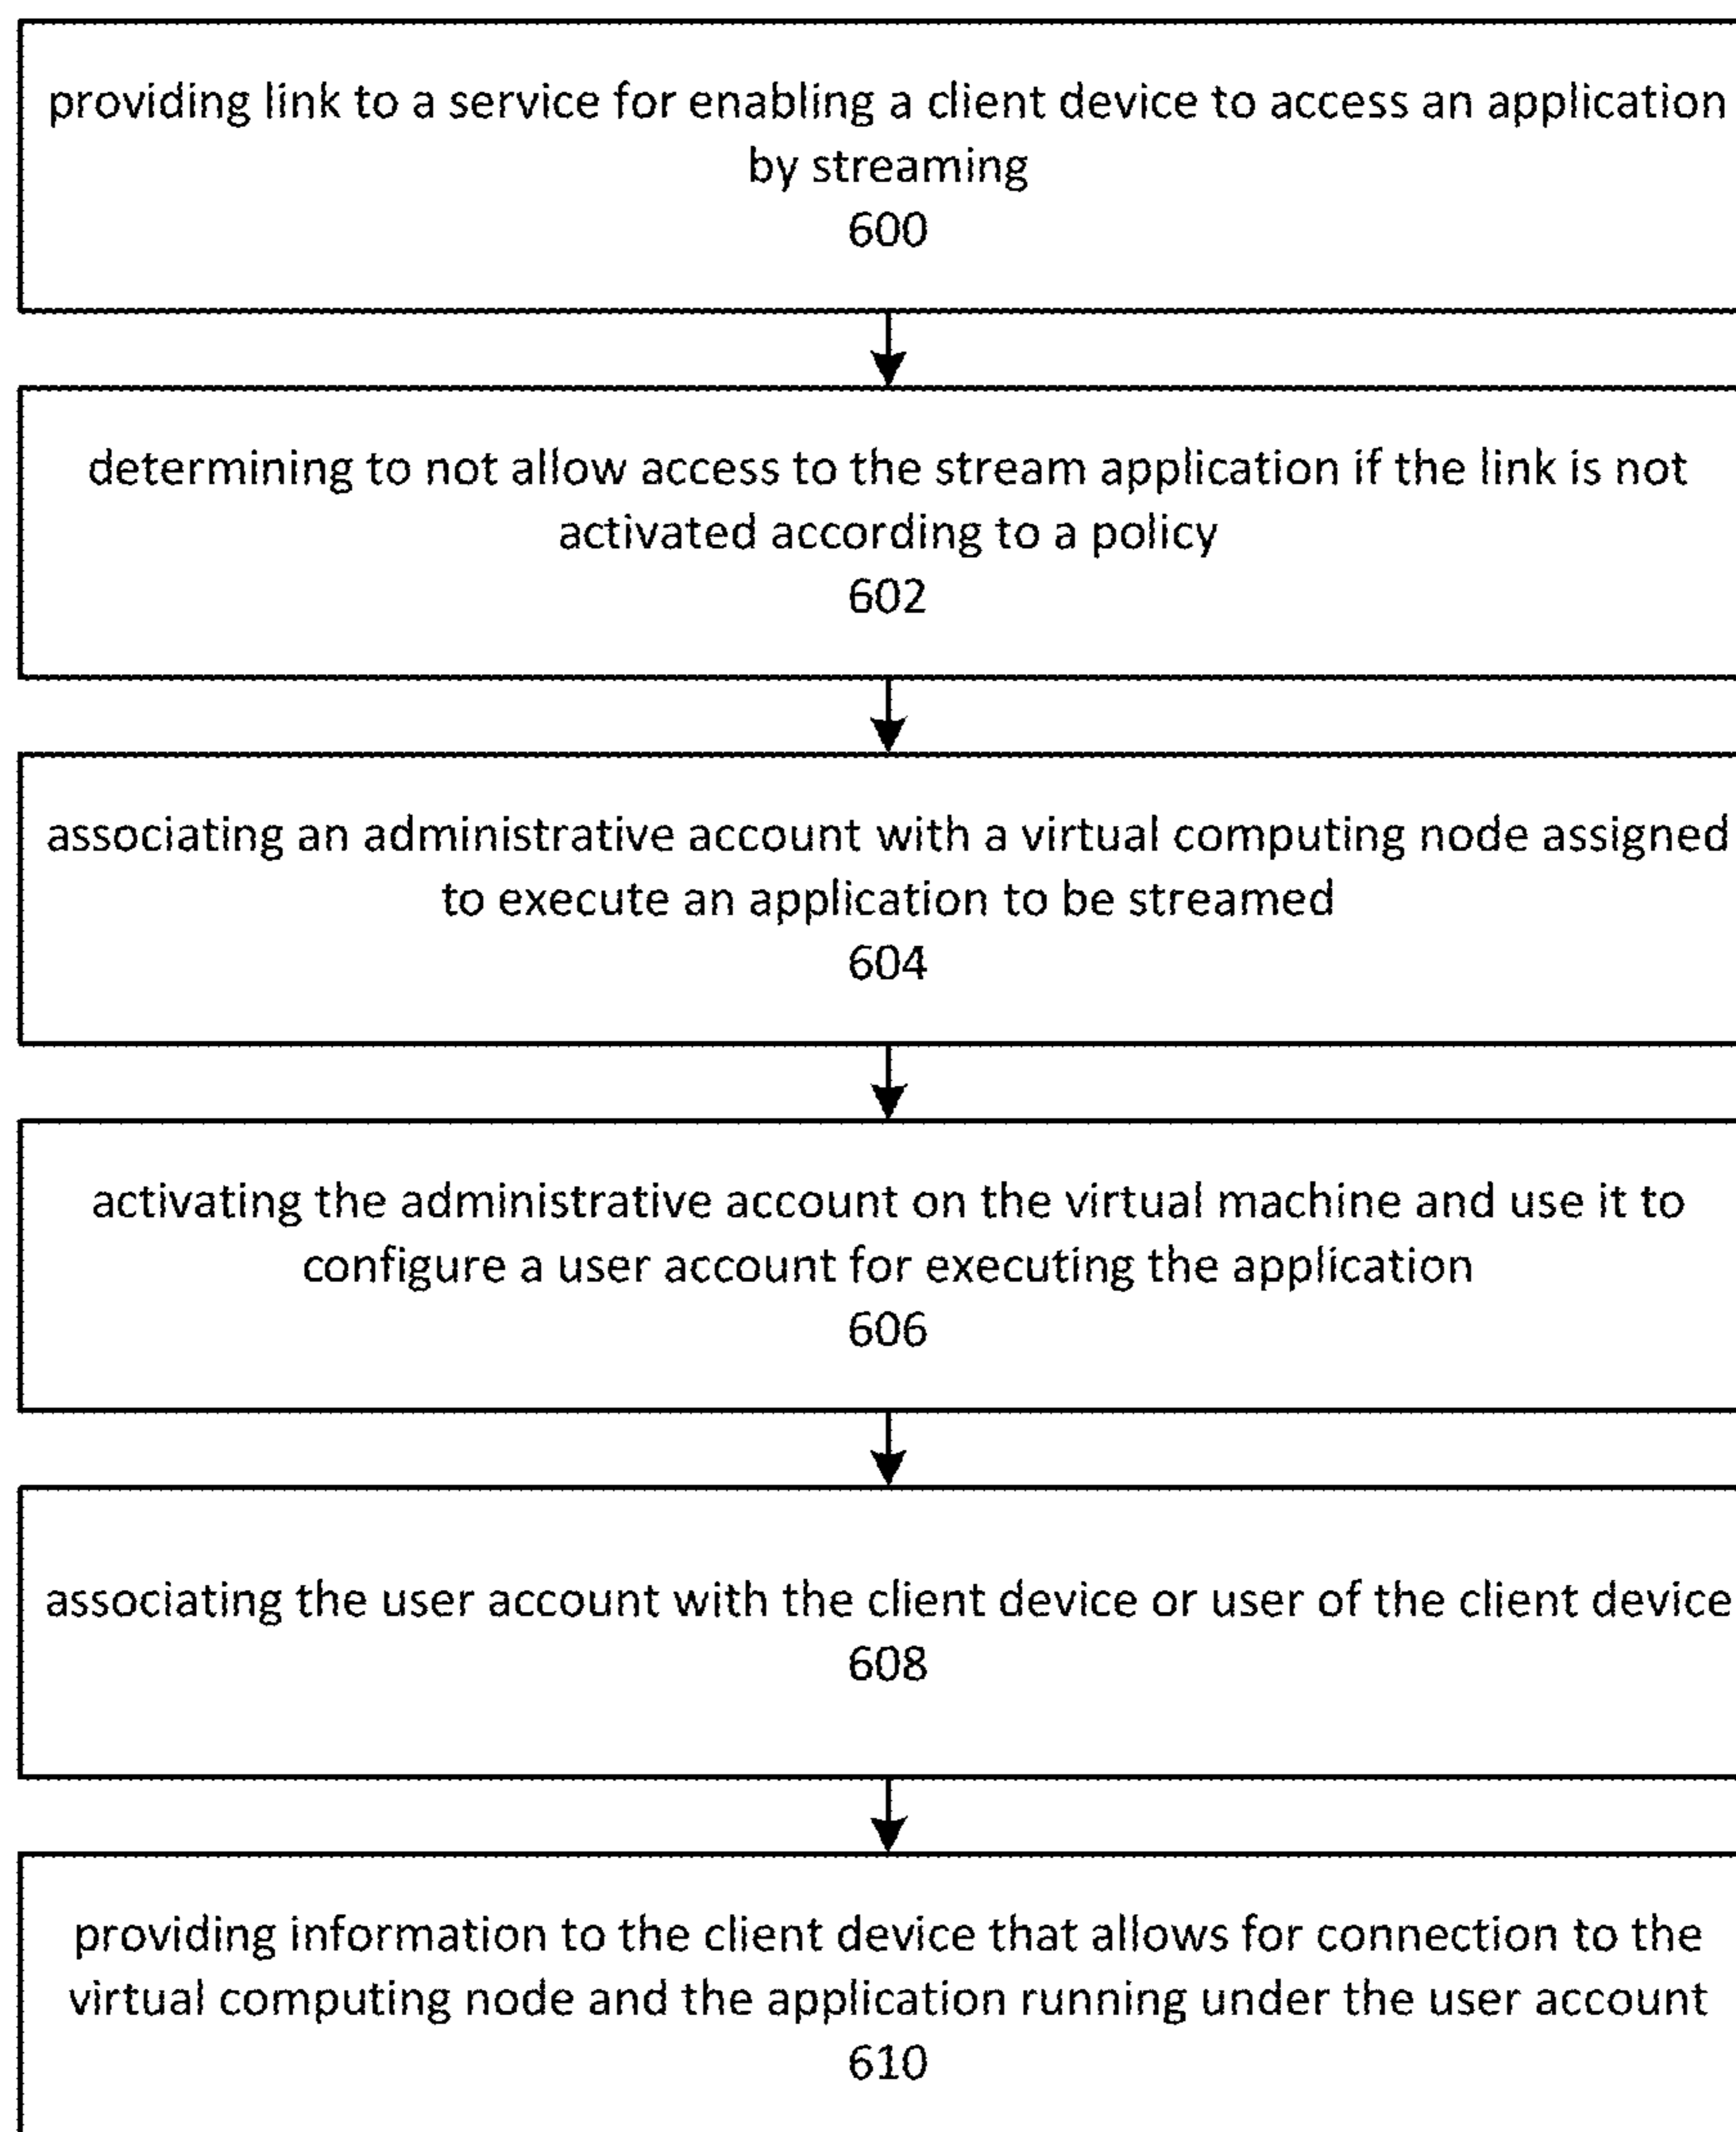 providing link to a service for enabling a client device to access an application
by streaming
600
determining to not allow access to the stream application if the link is not
activated according to a policy
602
associating an administrative account with a virtual computing node assigned
to execute an application to be streamed
604
activating the administrative account on the virtual machine and use it to
configure a user account for executing the application
606
associating the user account with the client device or user of the client device
608
providing information to the client device that allows for connection to the
virtual computing node and the application running under the user account
610